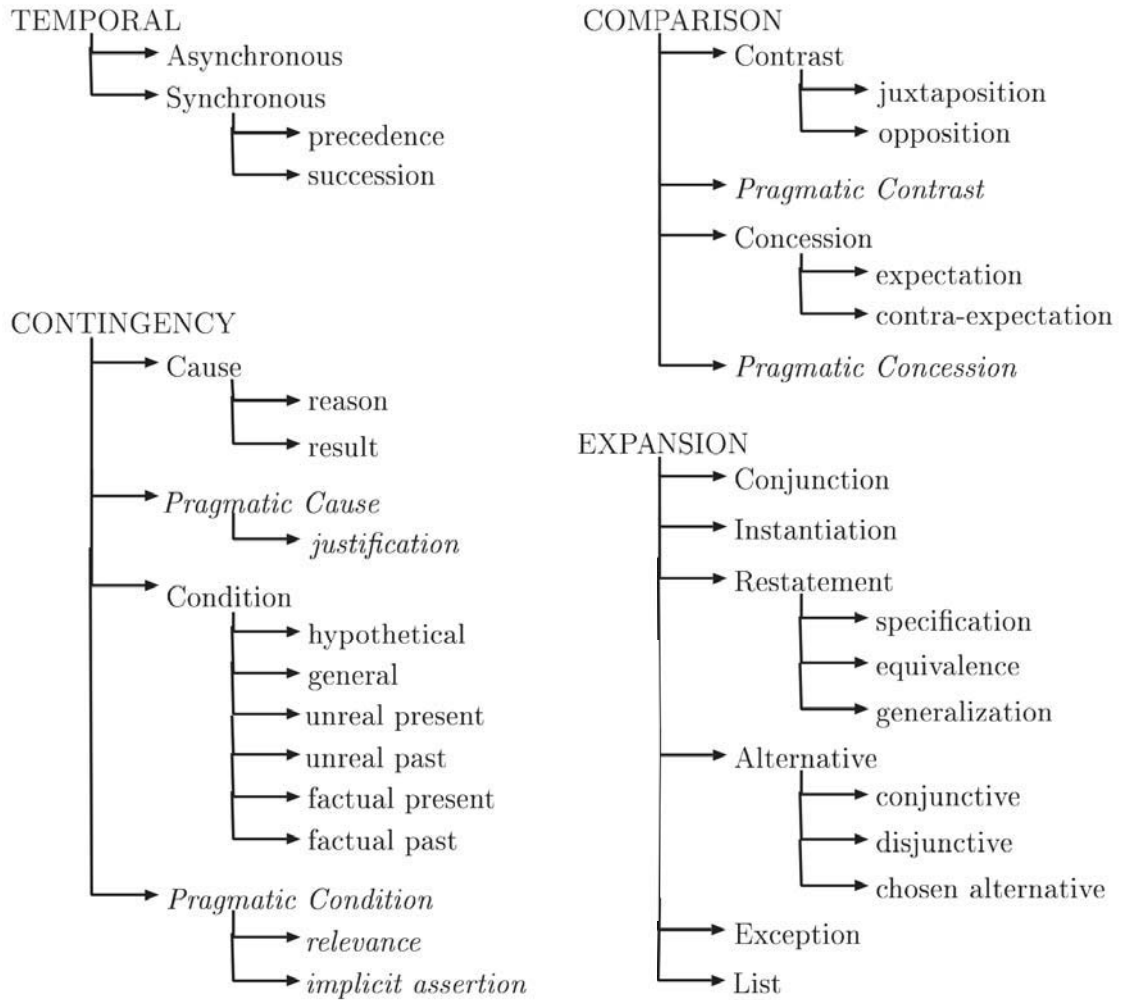 TEMPORAL
Asynchronous
Synchronous
precedence
succession
CONTINGENCY
Cause
reason
result
Pragmatic Cause
justification
Condition
hypothetical
general
unreal present
unreal past
factual present
factual past
Pragmatic Condition
relevance
implicit assertion
COMPARISON
Contrast
juxtaposition
opposition
Pragmatic Contrast
Concession
expectation
contra-expectation
Pragmatic Concession
EXPANSION
Conjunction
Instantiation
Restatement
specification
equivalence
generalization
Alternative
conjunctive
disjunctive
chosen alternative
Exception
List